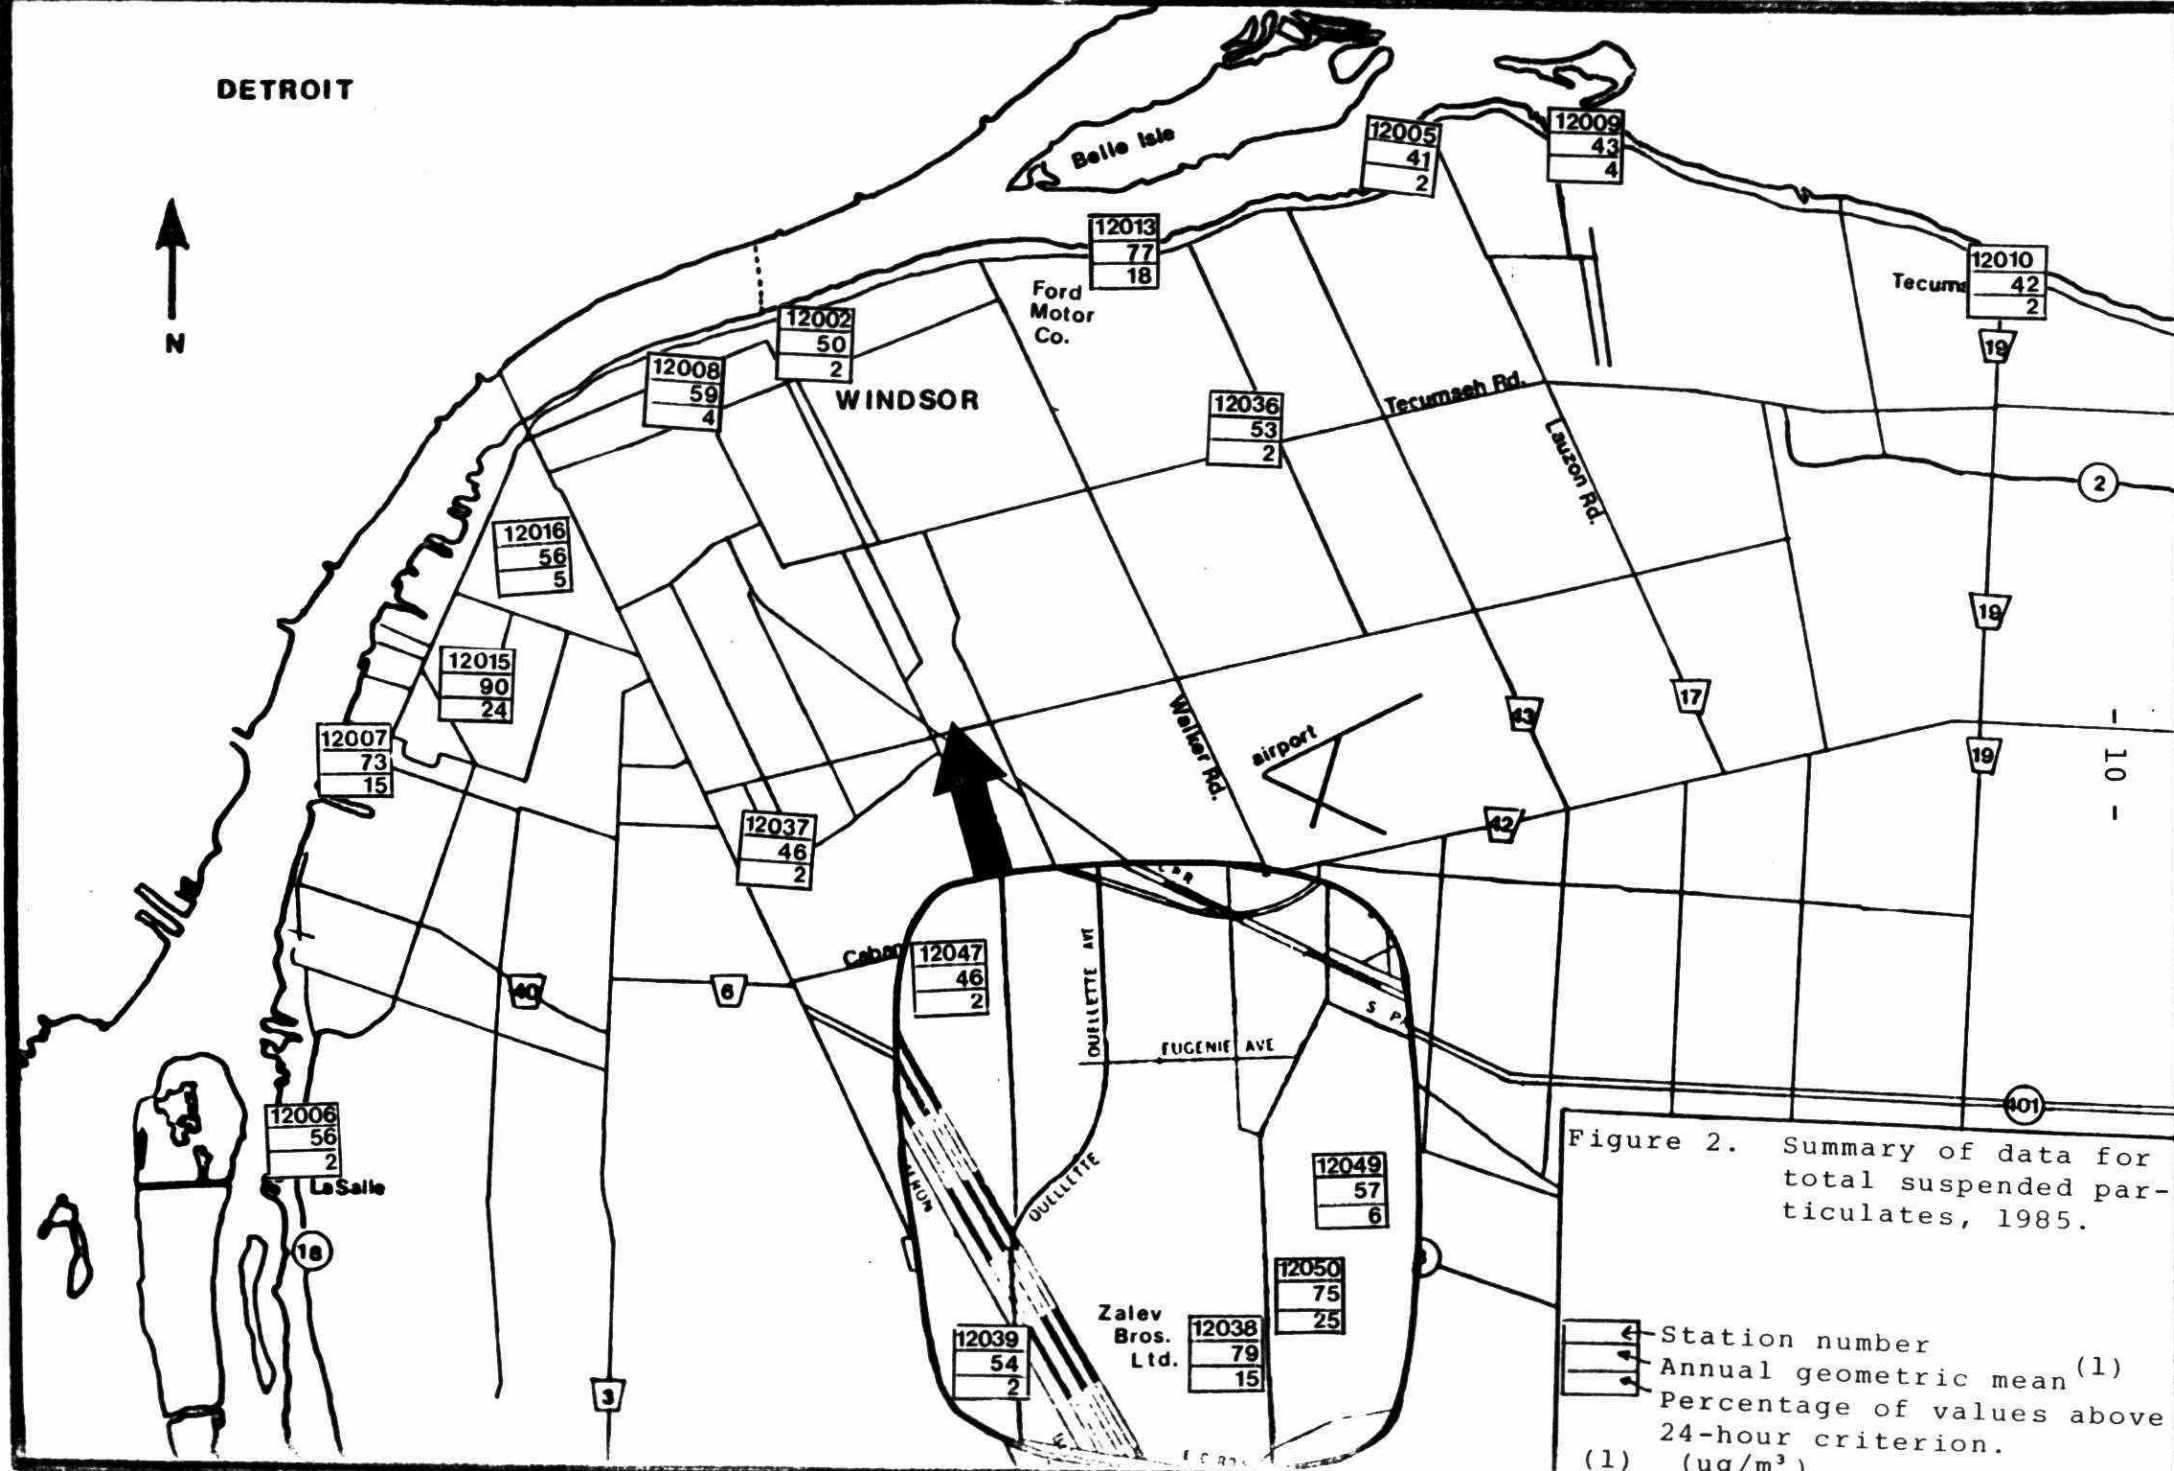 DETROIT
N
Belle Isle
12005
41
2
12009
43
4
12013
77
18
Ford
Motor
Co.
12010
42
2
19
12002
50
2
12008
59
4
WINDSOR
12036
53
2
Tecumseh Rd.
Lauzon Rd.
2
12016
56
5
19
12015
90
24
12007
73
15
Walker Rd.
airport
43
17
19
42
- 10 -
12037
46
2
C P R
12047
46
2
40
6
OUELLETTE AVE
EUGENIE AVE
401
12006
56
2
LaSalle
18
OUELLETTE
12049
57
6
12050
75
25
Zalev
Bros.
Ltd.
12038
79
15
12039
54
2
3
Figure 2. Summary of data for
total suspended par-
ticulates, 1985.
Station number
Annual geometric mean (1)
Percentage of values above
24-hour criterion.
(1) (ug/m³)